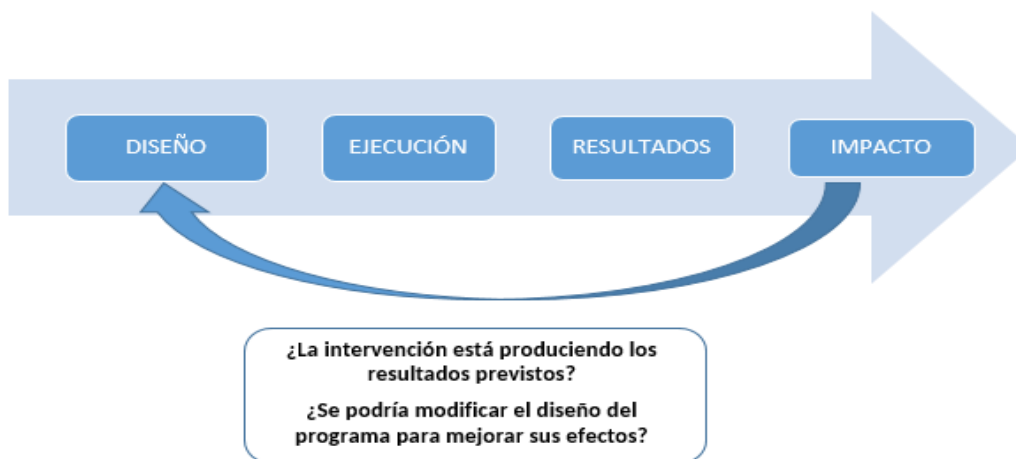 DISEÑO
EJECUCIÓN
RESULTADOS
IMPACTO
¿La intervención está produciendo los
resultados previstos?
¿Se podría modificar el diseño del
programa para mejorar sus efectos?